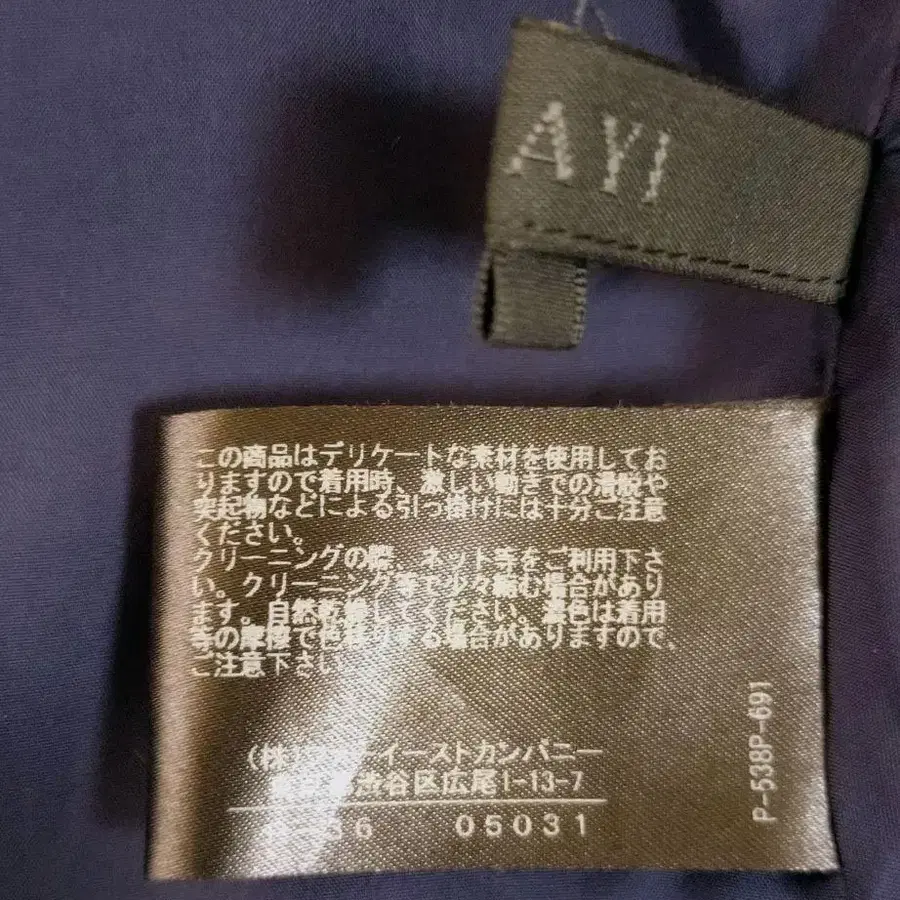 AYI
この商品はデリケートな素材を使用してお
りますので着用時、激しい動きでの滑脱や
突起物などによる引っ掛けには十分ご注意
ください。
クリーニングの際、ネット等をご利用下さ
い。クリーニング等で少々縮む場合があり
ます。自然乾燥してください。濃色は着用
等の摩擦で色移りする場合がありますので、
ご注意下さい。
(株) イーストカンパニー
渋谷区広尾1-13-7
36 05031
P-538P-691